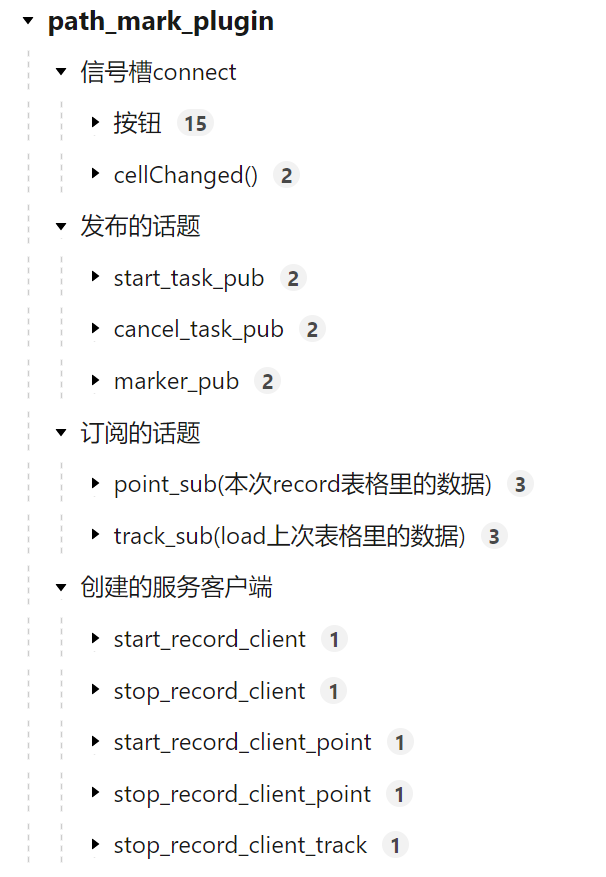 path_mark_plugin
信号槽connect
按钮 15
cellChanged() 2
发布的话题
start_task_pub 2
cancel_task_pub 2
marker_pub 2
订阅的话题
point_sub(本次record表格里的数据) 3
track_sub(load上次表格里的数据) 3
创建的服务客户端
start_record_client 1
stop_record_client 1
start_record_client_point 1
stop_record_client_point 1
stop_record_client_track 1